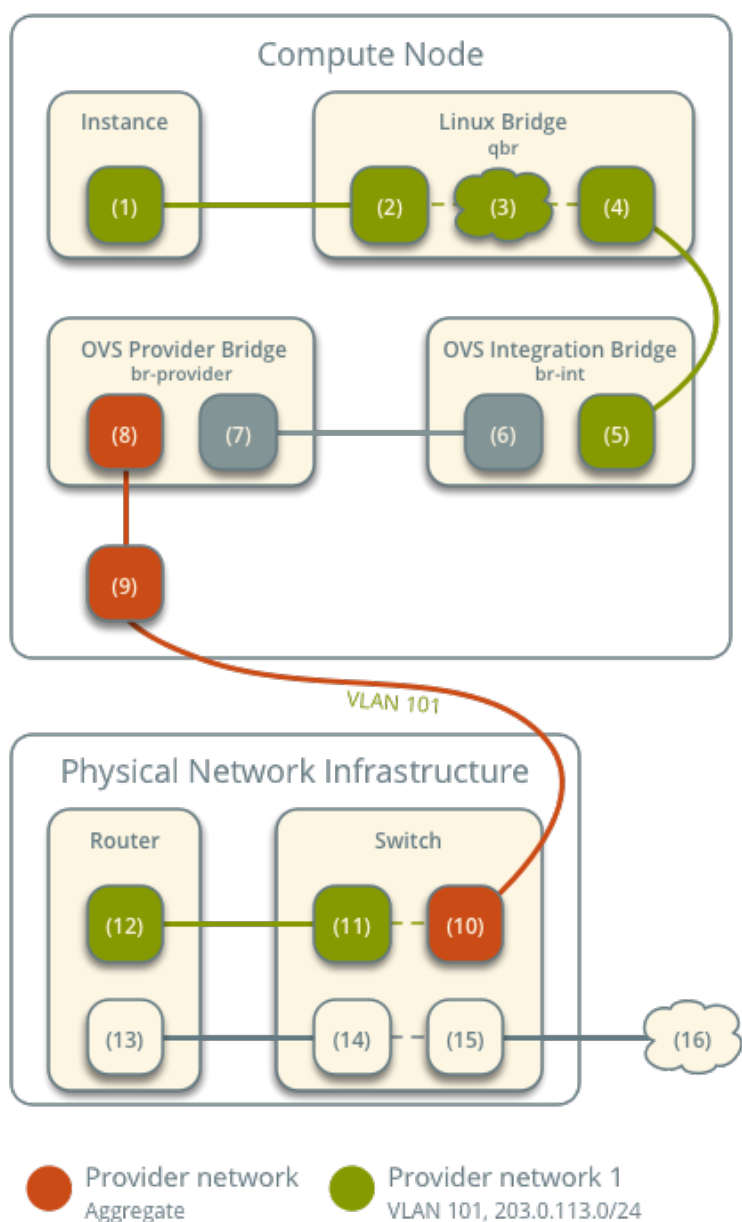 Compute Node
Instance
Linux Bridge
qbr
(1)
(2)
(3)
(4)
OVS Provider Bridge
br-provider
OVS Integration Bridge
br-int
(8)
(7)
(6)
(5)
(9)
VLAN 101
Physical Network Infrastructure
Router
Switch
(12)
(11)
(10)
(13)
(14)
(15)
(16)
Provider network
Aggregate
Provider network 1
VLAN 101, 203.0.113.0/24